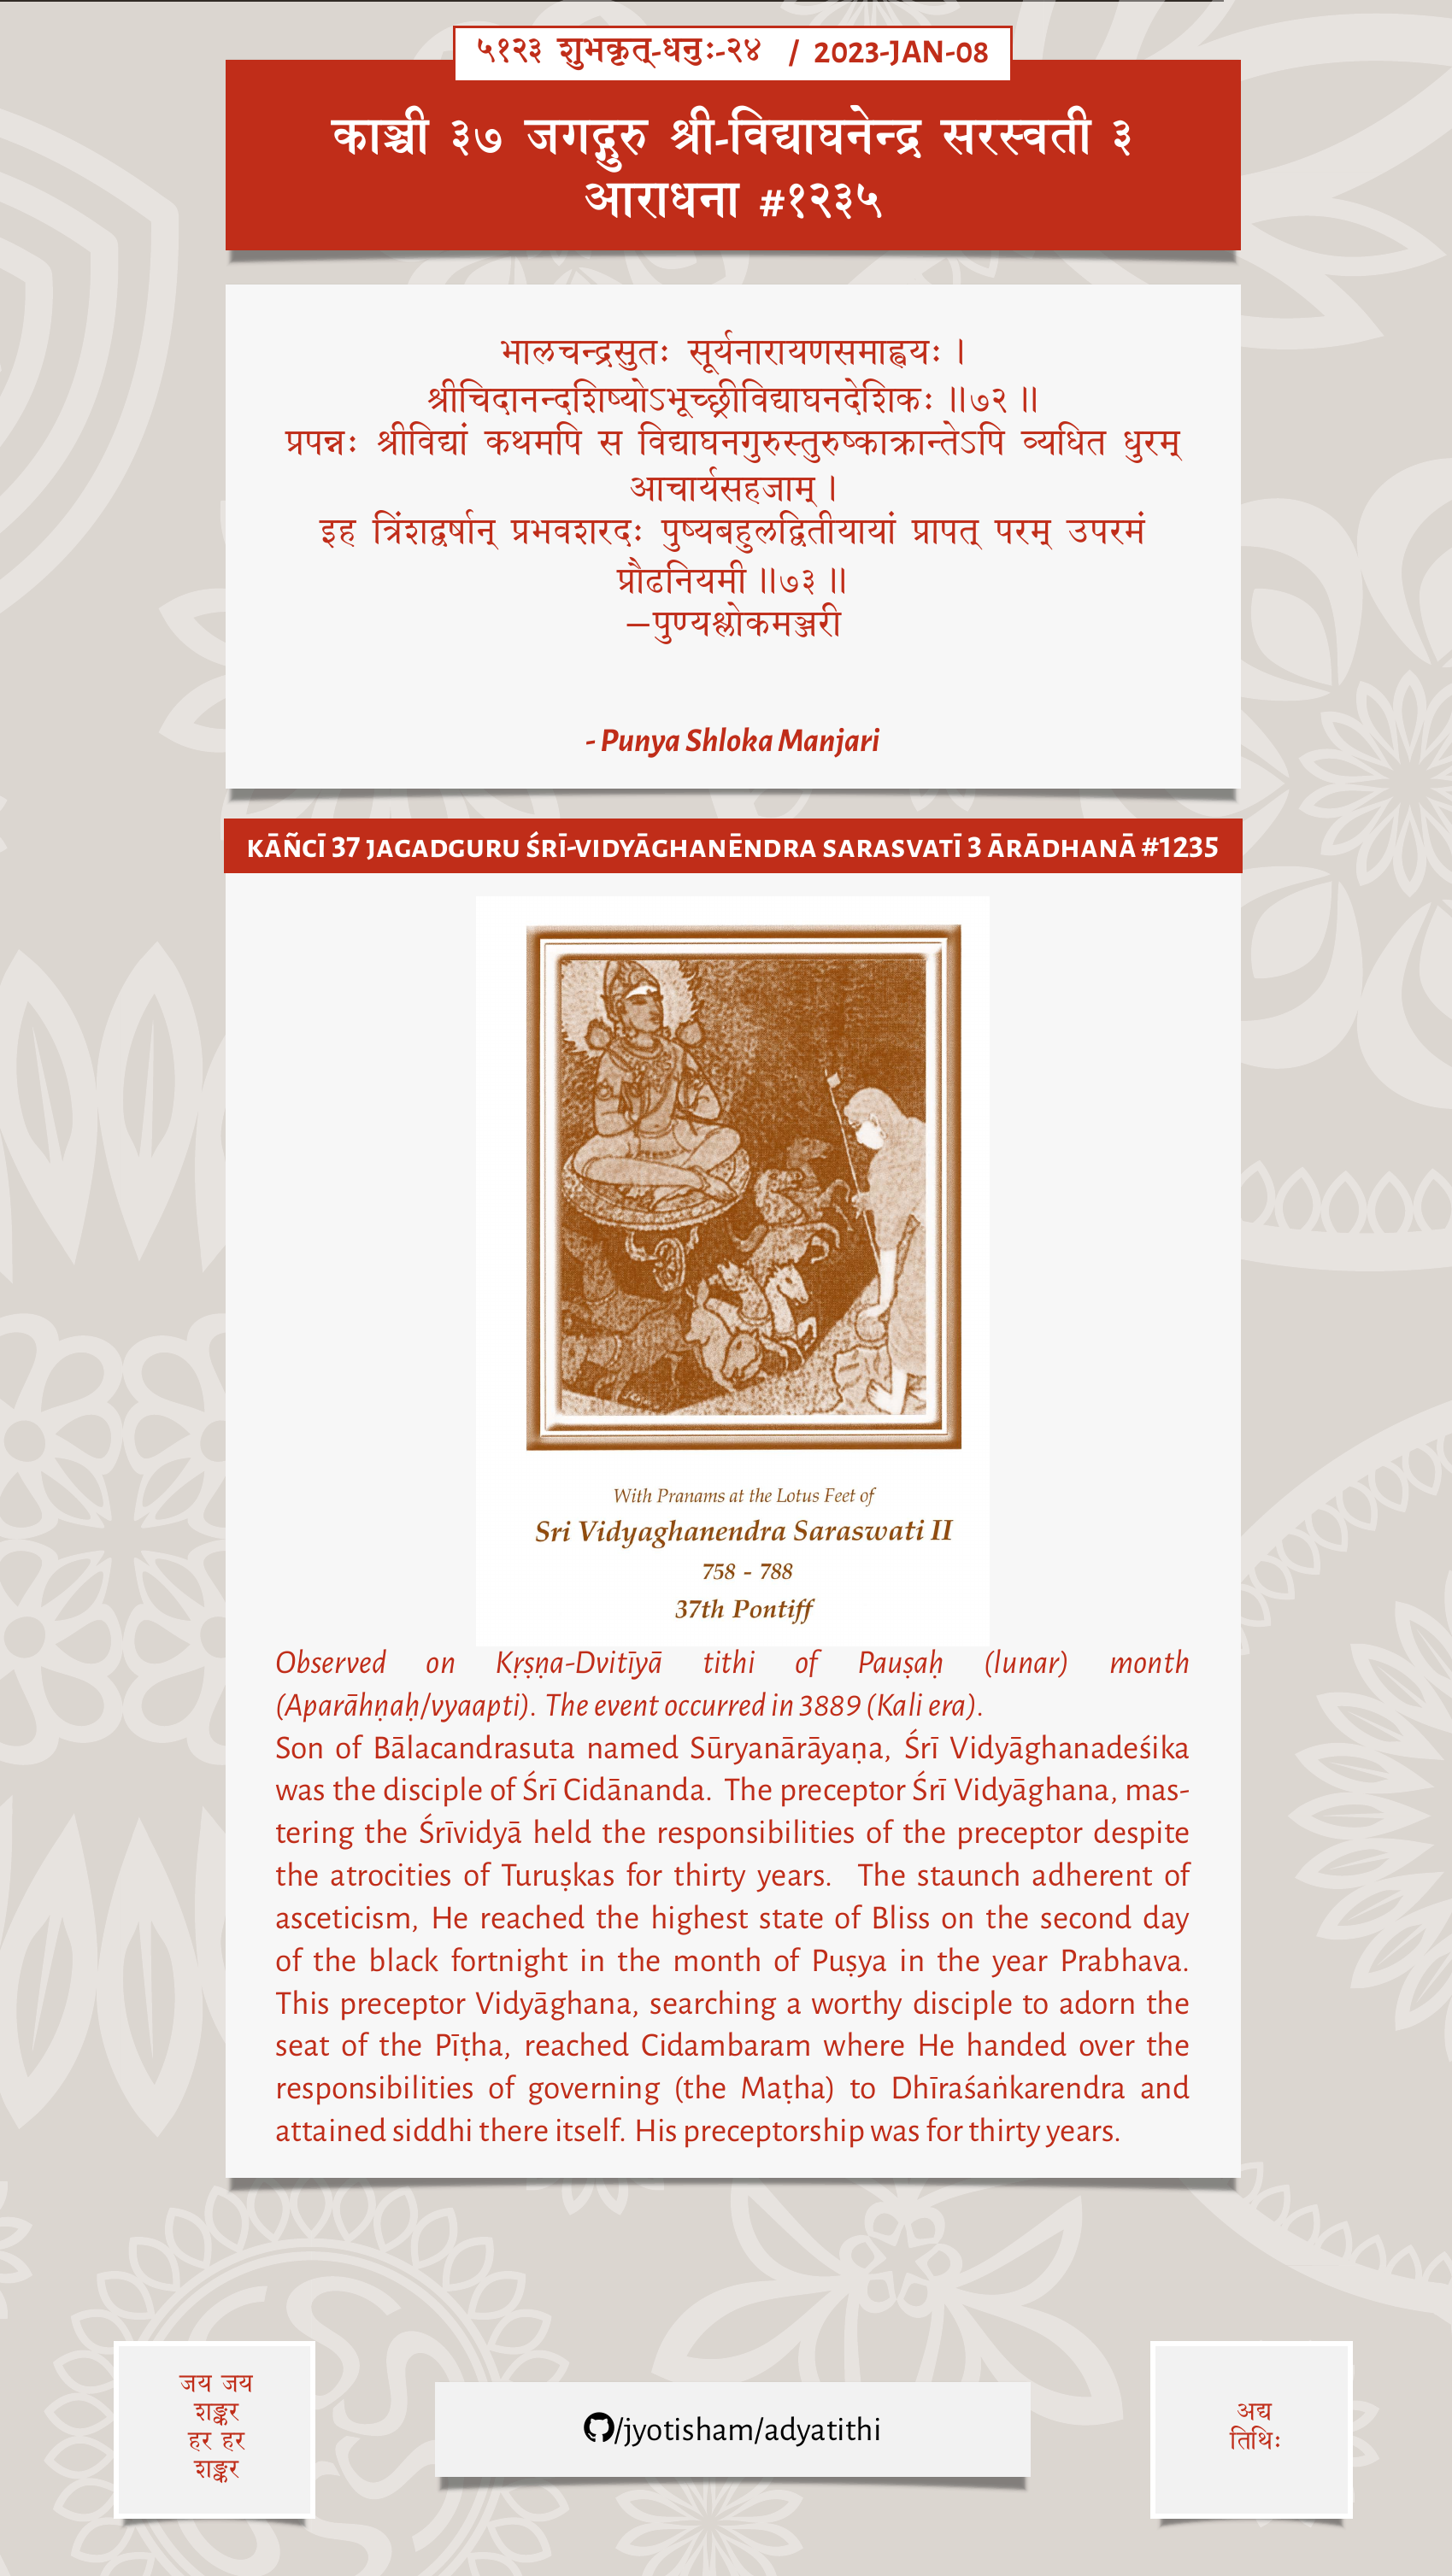 ५१२३ शुभकृत्-धनुः-२४ / 2023-JAN-08
काञ्ची ३७ जगद्गुरु श्री-विद्याघनेन्द्र सरस्वती ३
आराधना #१२३५
भालचन्द्रसुतः सूर्यनारायणसमाह्वयः ।
श्रीचिदानन्दशिष्योऽभूच्छ्रीविद्याघनदेशिकः ॥७२ ॥
प्रपन्नः श्रीविद्यां कथमपि स विद्याघनगुरुस्तुरुष्काक्रान्तेऽपि व्यधित धुरम्
आचार्यसहजाम् ।
इह त्रिंशद्वर्षान् प्रभवशरदः पुष्यबहुलद्वितीयायां प्रापत् परम् उपरमं
प्रौढनियमी ॥७३ ॥
—पुण्यश्लोकमञ्जरी
- Punya Shloka Manjari
KĀÑCĪ 37 JAGADGURU ŚRĪ-VIDYĀGHANĒNDRA SARASVATĪ 3 ĀRĀDHANĀ #1235
With Pranams at the Lotus Feet of
Sri Vidyaghanendra Saraswati II
758 - 788
37th Pontiff
Observed on Kṛṣṇa-Dvitīyā tithi of Pauṣaḥ (lunar) month
(Aparāhṇaḥ/vyaapti). The event occurred in 3889 (Kali era).
Son of Bālacandrasuta named Sūryanārāyaṇa, Śrī Vidyāghanadeśika
was the disciple of Śrī Cidānanda. The preceptor Śrī Vidyāghana, mas-
tering the Śrīvidyā held the responsibilities of the preceptor despite
the atrocities of Turuṣkas for thirty years. The staunch adherent of
asceticism, He reached the highest state of Bliss on the second day
of the black fortnight in the month of Puṣya in the year Prabhava.
This preceptor Vidyāghana, searching a worthy disciple to adorn the
seat of the Pīṭha, reached Cidambaram where He handed over the
responsibilities of governing (the Maṭha) to Dhīraśaṅkarendra and
attained siddhi there itself. His preceptorship was for thirty years.
जय जय
शङ्कर
हर हर
शङ्कर
/jyotisham/adyatithi
अद्य
तिथिः